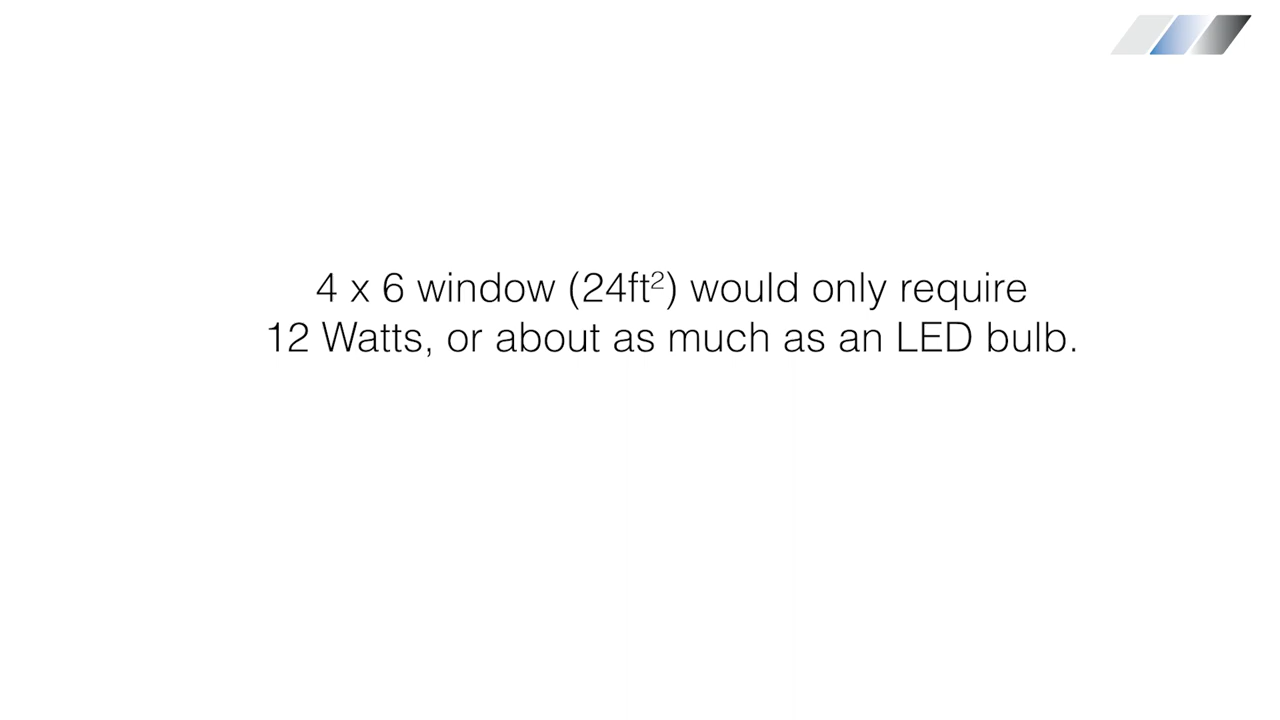 4 x 6 window (24ft²) would only require
12 Watts, or about as much as an LED bulb.